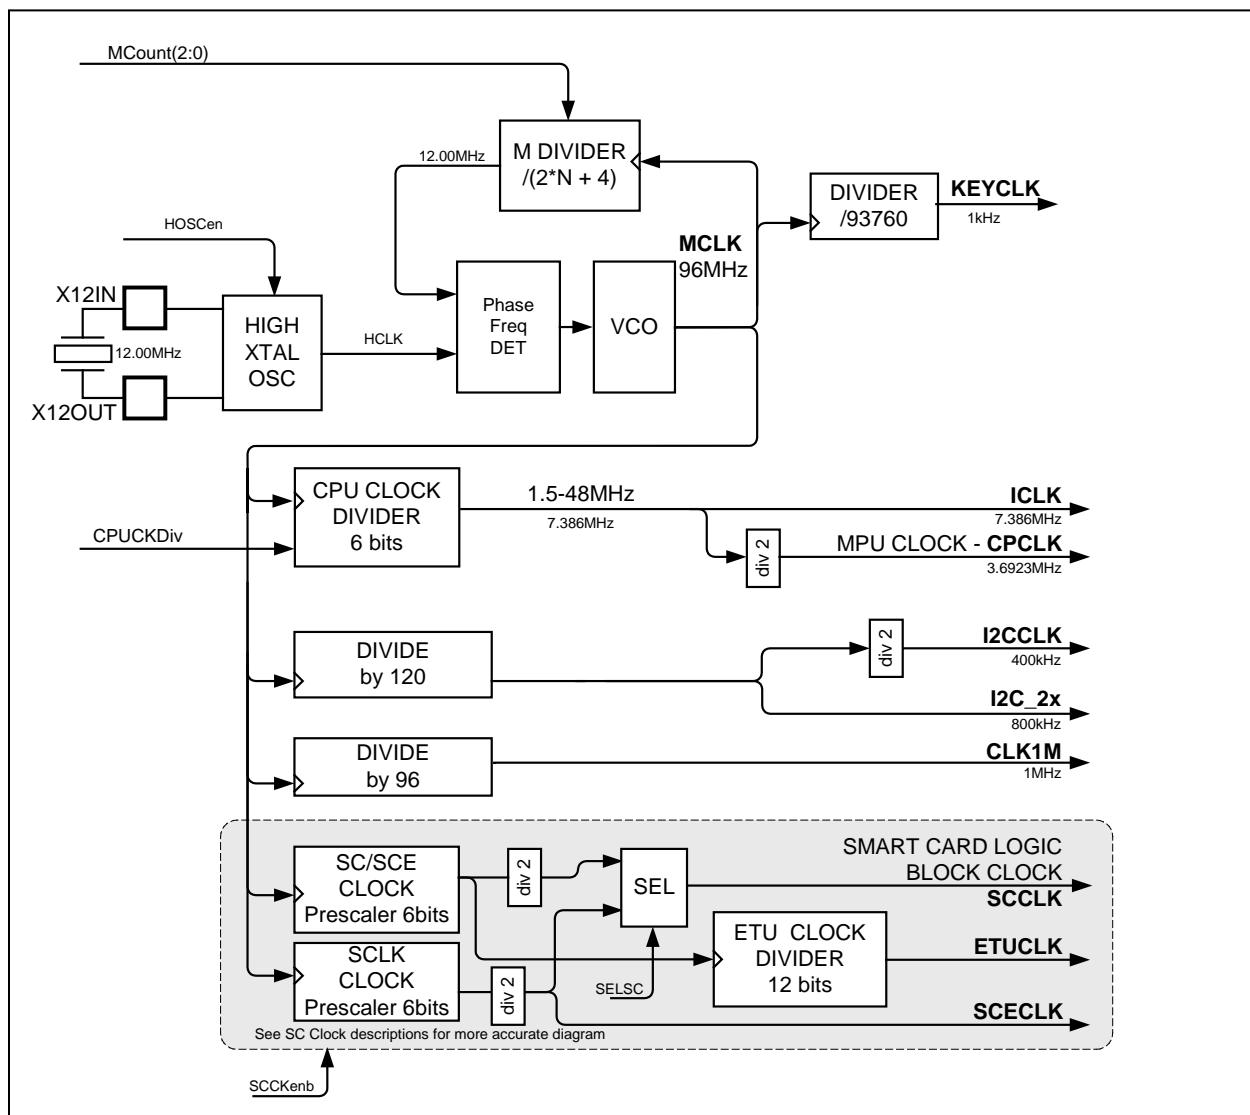 MCount(2:0)
12.00MHz
M DIVIDER
/(2*N + 4)
DIVIDER
/93760
KEYCLK
1kHz
HOSCen
MCLK
96MHz
X12IN
12.00MHz
X12OUT
HIGH
XTAL
OSC
HCLK
Phase
Freq
DET
VCO
CPU CLOCK
DIVIDER
6 bits
1.5-48MHz
7.386MHz
ICLK
7.386MHz
CPUCKDiv
div 2
MPU CLOCK - CPCLK
3.6923MHz
DIVIDE
by 120
div 2
I2CCLK
400kHz
I2C_2x
800kHz
DIVIDE
by 96
CLK1M
1MHz
SC/SCE
CLOCK
Prescaler 6bits
div 2
SEL
SMART CARD LOGIC
BLOCK CLOCK
SCCLK
SCLK
CLOCK
Prescaler 6bits
div 2
SELSC
ETU CLOCK
DIVIDER
12 bits
ETUCLK
SCECLK
See SC Clock descriptions for more accurate diagram
SCCKenb